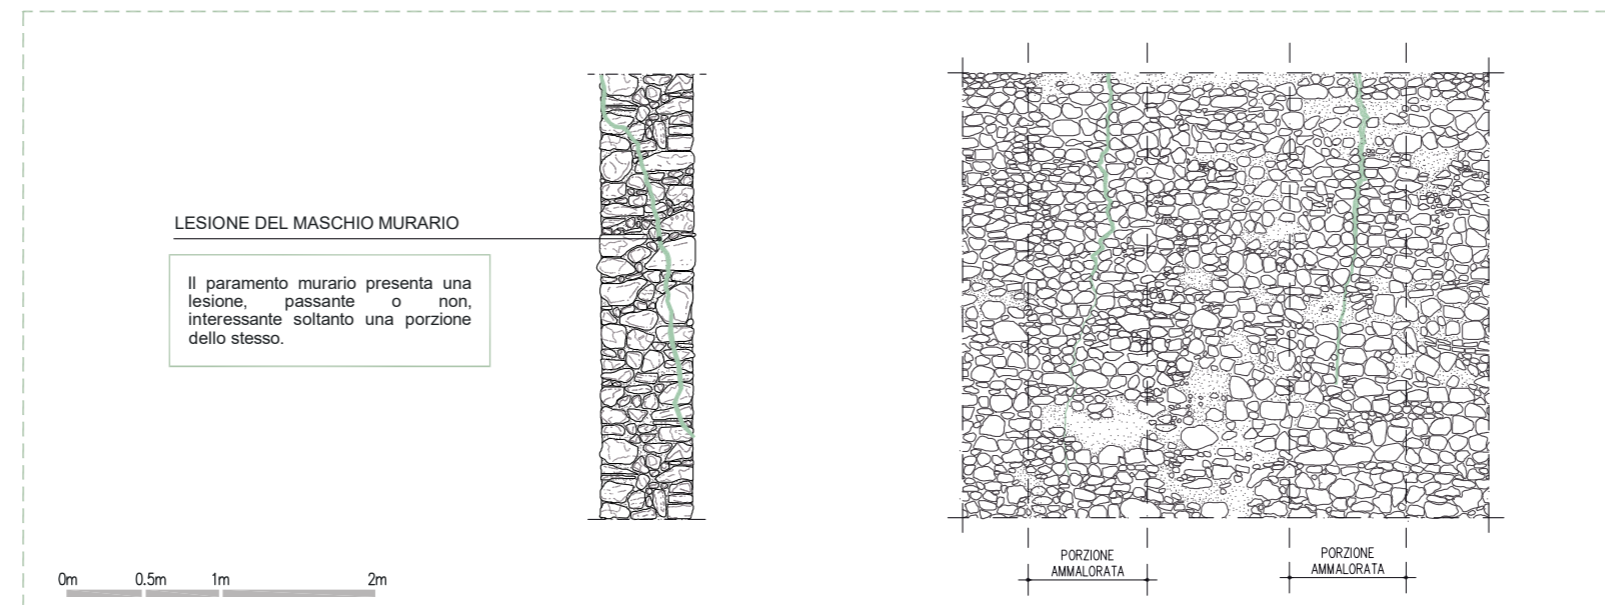 LESIONE DEL MASCHIO MURARIO
Il paramento murario presenta una
lesione, passante o non,
interessante soltanto una porzione
dello stesso.
0m 0.5m 1m 2m
PORZIONE
AMMALORATA
PORZIONE
AMMALORATA